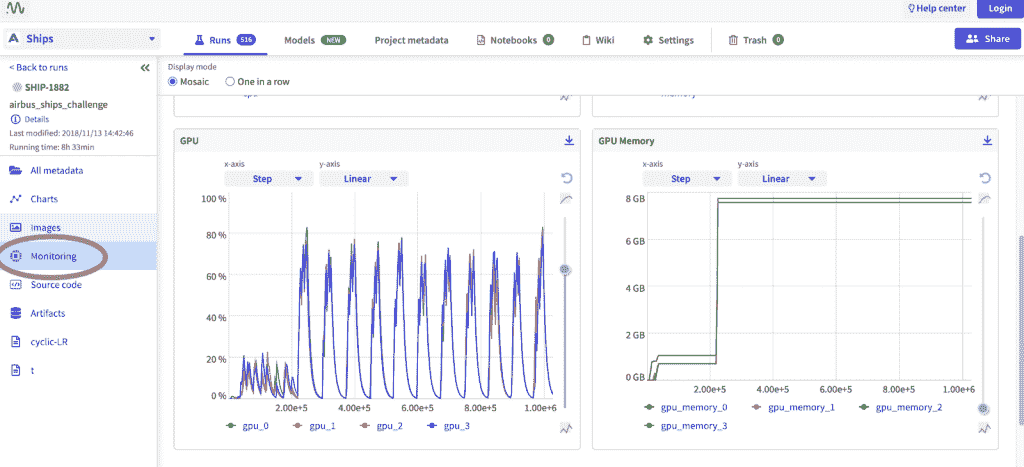 Help center
Login
Ships
Runs 516
Models NEW
Project metadata
Notebooks 0
Wiki
Settings
Trash 0
Share
< Back to runs
SHIP-1882
airbus_ships_challenge
Details
Last modified: 2018/11/13 14:42:46
Running time: 8h 33min
All metadata
Charts
Images
Monitoring
Source code
Artifacts
cyclic-LR
t
Display mode
Mosaic
One in a row
GPU
x-axis
y-axis
Step
Linear
100 %
80 %
60 %
40 %
20 %
0 %
2.00e+5
4.00e+5
6.00e+5
8.00e+5
1.00e+6
gpu_0
gpu_1
gpu_2
gpu_3
GPU Memory
x-axis
y-axis
Step
Linear
8 GB
6 GB
4 GB
2 GB
0 GB
2.00e+5
4.00e+5
6.00e+5
8.00e+5
1.00e+6
gpu_memory_0
gpu_memory_1
gpu_memory_2
gpu_memory_3